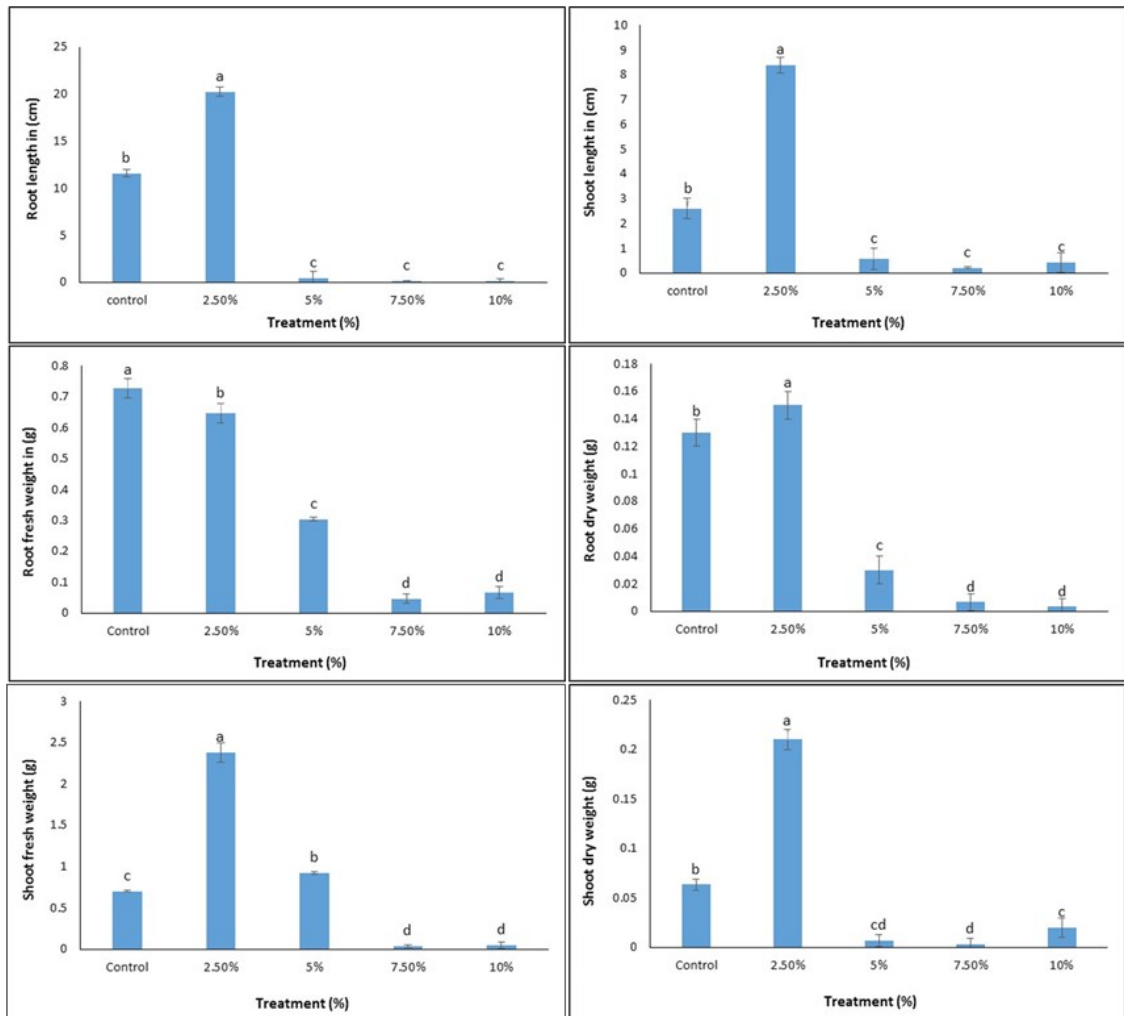 Root length in (cm)
25
20
15
10
5
0
b
a
c
c
c
control 2.50% 5% 7.50% 10%
Treatment (%)
Shoot lenght in (cm)
10
9
8
7
6
5
4
3
2
1
0
b
a
c
c
c
control 2.50% 5% 7.50% 10%
Treatment (%)
Root fresh weight in (g)
0.8
0.7
0.6
0.5
0.4
0.3
0.2
0.1
0
a
b
c
d
d
Control 2.50% 5% 7.50% 10%
Treatment (%)
Root dry weight (g)
0.18
0.16
0.14
0.12
0.1
0.08
0.06
0.04
0.02
0
b
a
c
d
d
Control 2.50% 5% 7.50% 10%
Treatment (%)
Shoot fresh weight (g)
3
2.5
2
1.5
1
0.5
0
c
a
b
d
d
Control 2.50% 5% 7.50% 10%
Treatment (%)
Shoot dry weight (g)
0.25
0.2
0.15
0.1
0.05
0
b
a
cd
d
c
Control 2.50% 5% 7.50% 10%
Treatment (%)